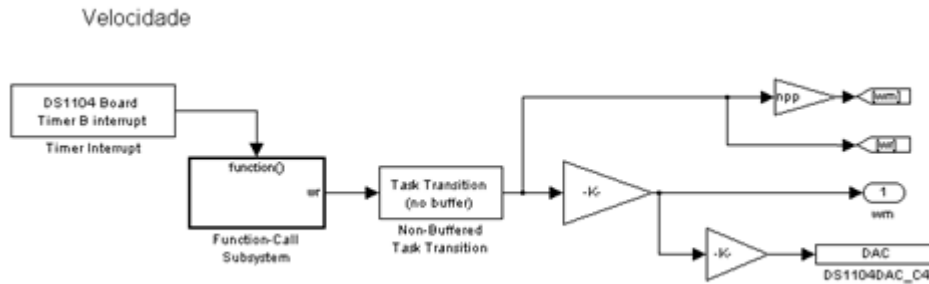 Velocidade
DS1104 Board
Timer B interrupt
Timer Interrupt
function()
wr
Function-Call
Subsystem
Task Transition
(no buffer)
Non-Buffered
Task Transition
npp
[wm]
[wr]
-K-
1
wm
-K-
DAC
DS1104DAC_C4